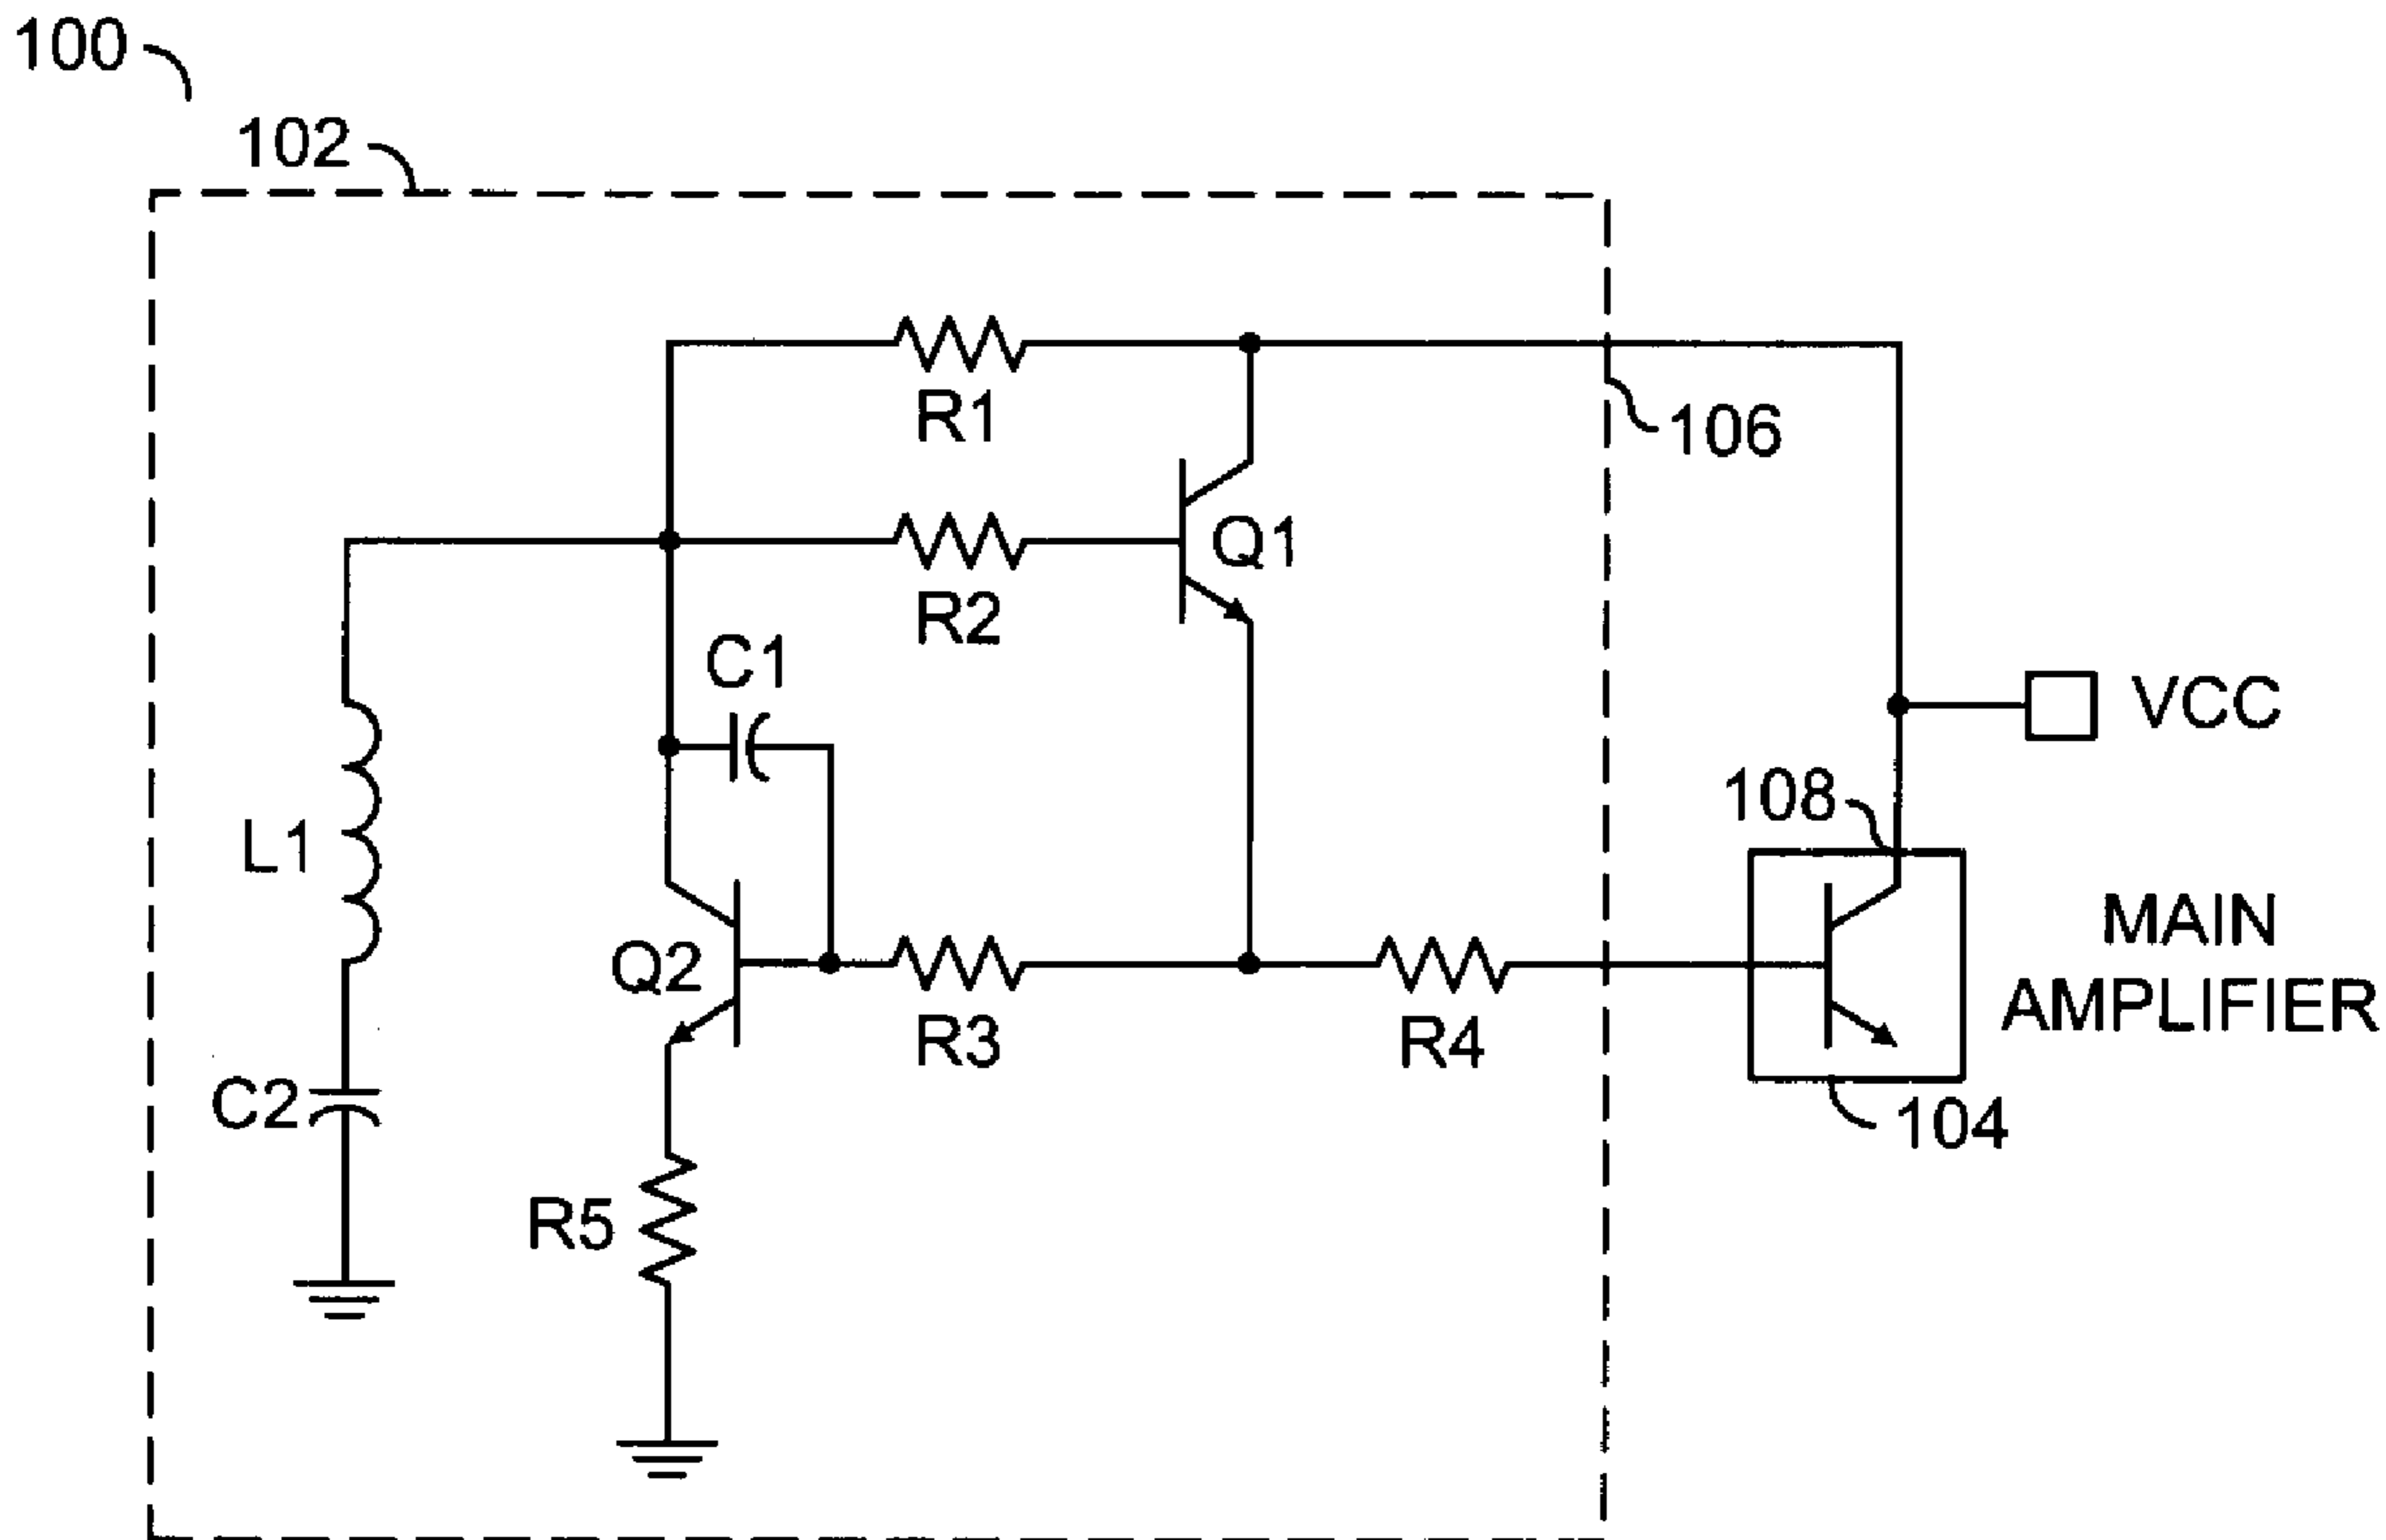 100
102
R1
106
Q1
R2
C1
VCC
108
L1
MAIN
AMPLIFIER
Q2
R3
R4
C2
104
R5